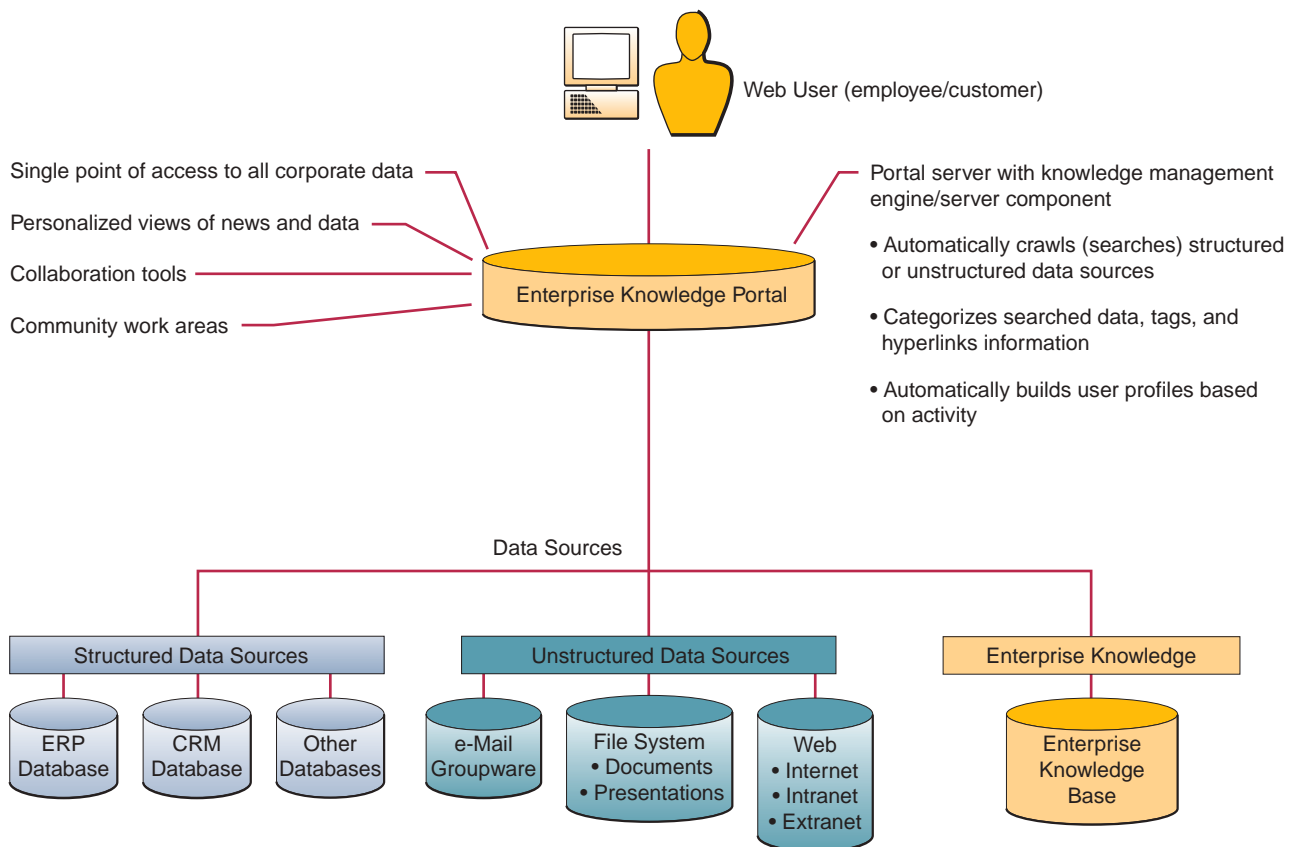 Web User (employee/customer)
Single point of access to all corporate data
Personalized views of news and data
Collaboration tools
Community work areas
Enterprise Knowledge Portal
Portal server with knowledge management
engine/server component
• Automatically crawls (searches) structured
or unstructured data sources
• Categorizes searched data, tags, and
hyperlinks information
• Automatically builds user profiles based
on activity
Data Sources
Structured Data Sources
Unstructured Data Sources
Enterprise Knowledge
ERP
Database
CRM
Database
Other
Databases
e-Mail
Groupware
File System
• Documents
• Presentations
Web
• Internet
• Intranet
• Extranet
Enterprise
Knowledge
Base